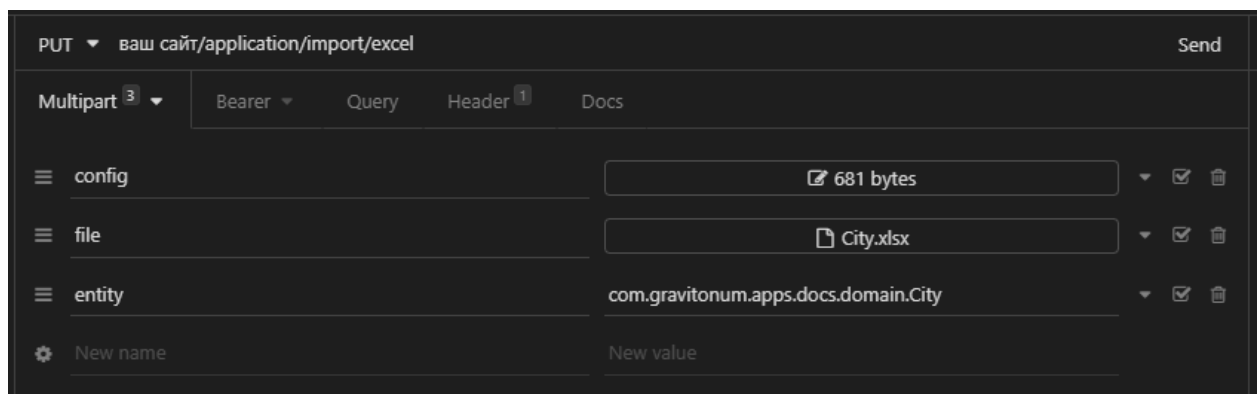 PUT ваш сайт/application/import/excel Send
Multipart 3 Bearer Query Header 1 Docs
config 681 bytes
file City.xlsx
entity com.gravitonum.apps.docs.domain.City
New name New value